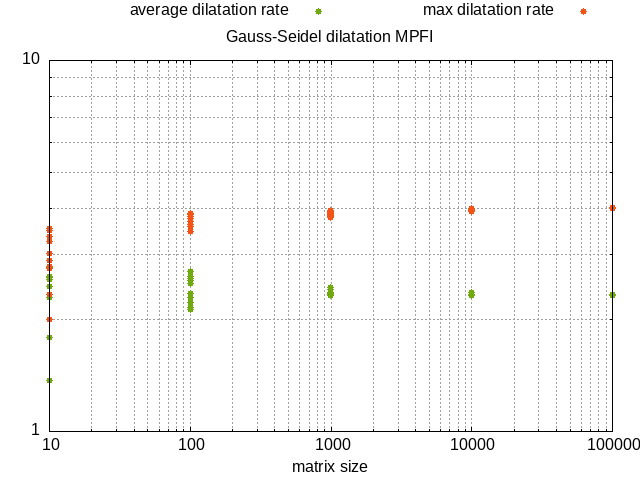 average dilatation rate
max dilatation rate
Gauss-Seidel dilatation MPFI
10
1
10 100 1000 10000 100000
matrix size